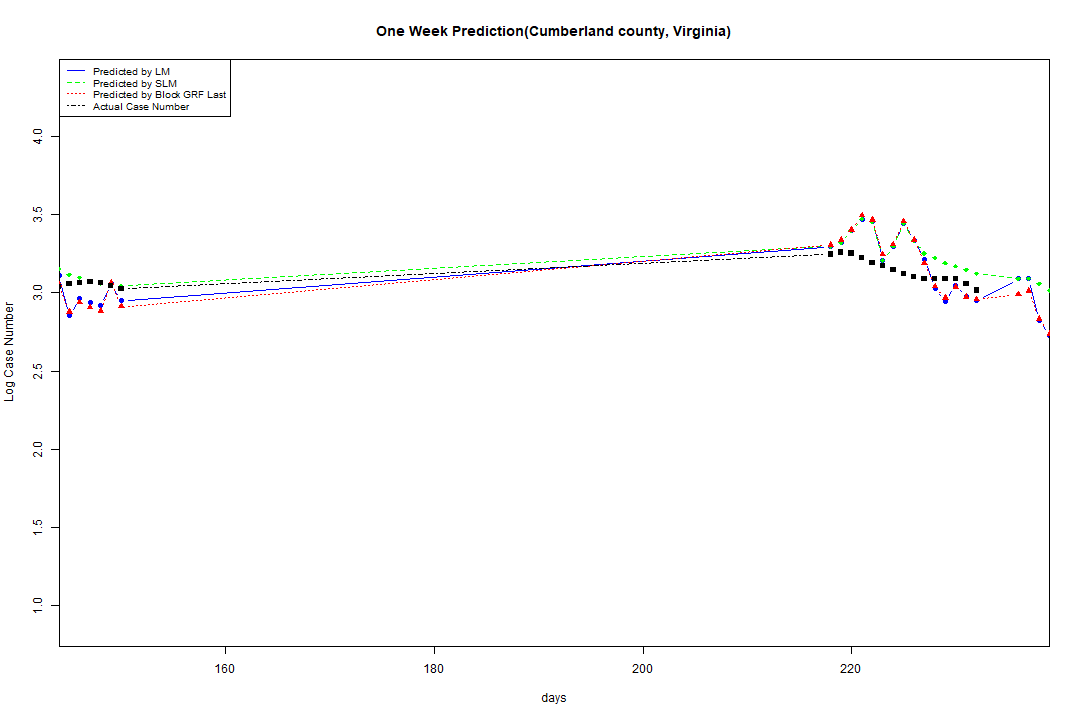 One Week Prediction(Cumberland county, Virginia)
Predicted by LM
Predicted by SLM
Predicted by Block GRF Last
Actual Case Number
4.0
3.5
3.0
2.5
2.0
1.5
1.0
Log Case Number
160 180 200 220
days